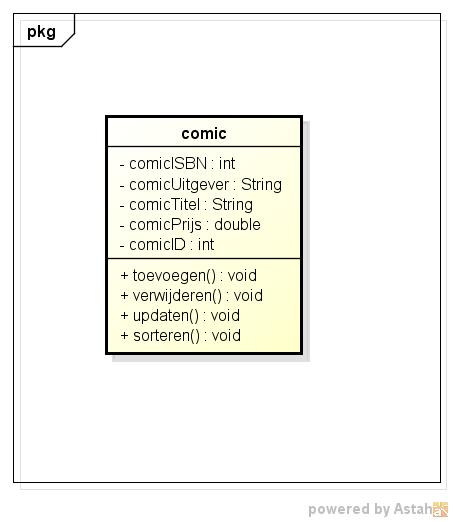 pkg
comic
- comicISBN : int
- comicUitgever : String
- comicTitel : String
- comicPrijs : double
- comicID : int
+ toevoegen() : void
+ verwijderen() : void
+ updaten() : void
+ sorteren() : void
powered by Astah